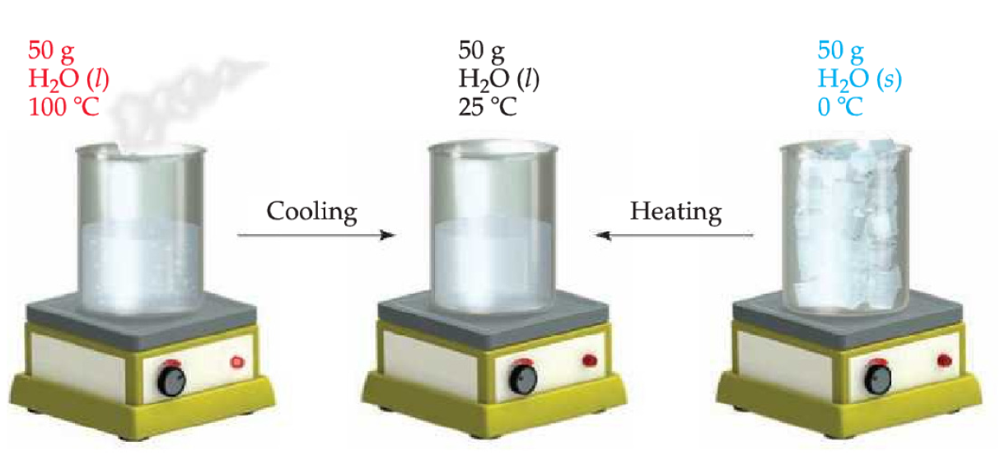 50 g
H₂O (l)
100 °C
50 g
H₂O (l)
25 °C
50 g
H₂O (s)
0 °C
Cooling
Heating